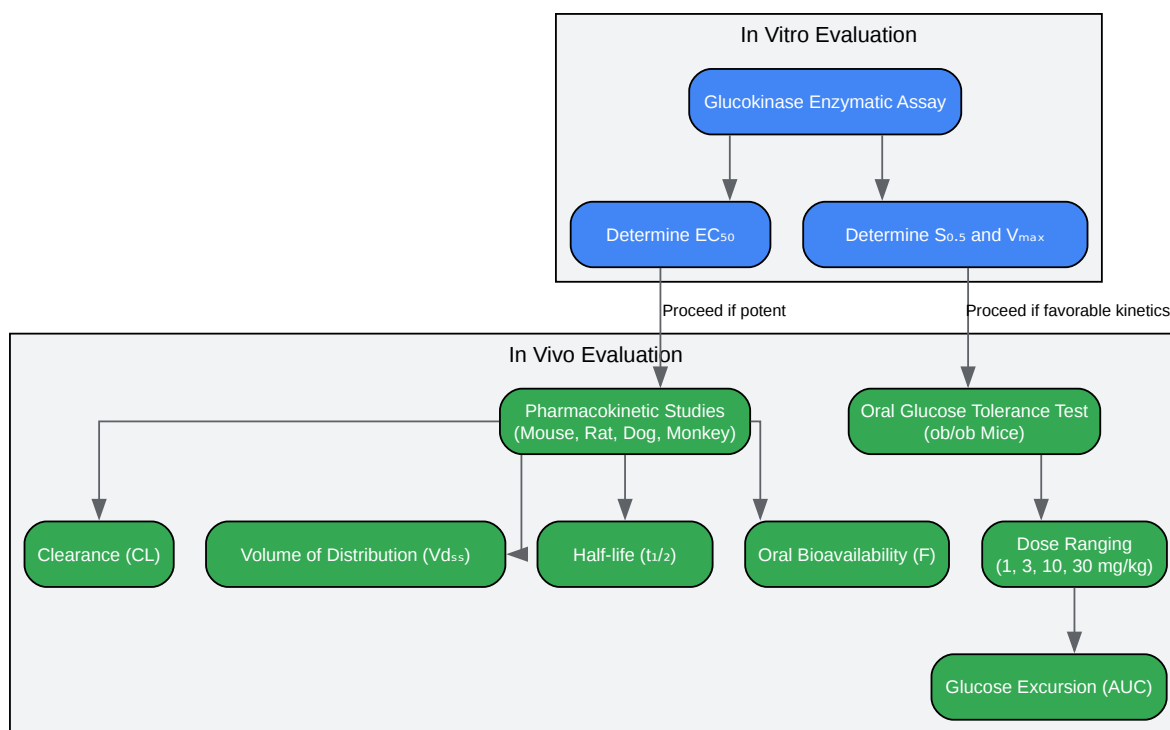 In Vitro Evaluation
Glucokinase Enzymatic Assay
Determine EC₅₀
Determine S₀.₅ and Vₘₐₓ
Proceed if potent
Proceed if favorable kinetics
In Vivo Evaluation
Pharmacokinetic Studies
(Mouse, Rat, Dog, Monkey)
Oral Glucose Tolerance Test
(ob/ob Mice)
Clearance (CL)
Volume of Distribution (Vdₛₛ)
Half-life (t₁/₂)
Oral Bioavailability (F)
Dose Ranging
(1, 3, 10, 30 mg/kg)
Glucose Excursion (AUC)